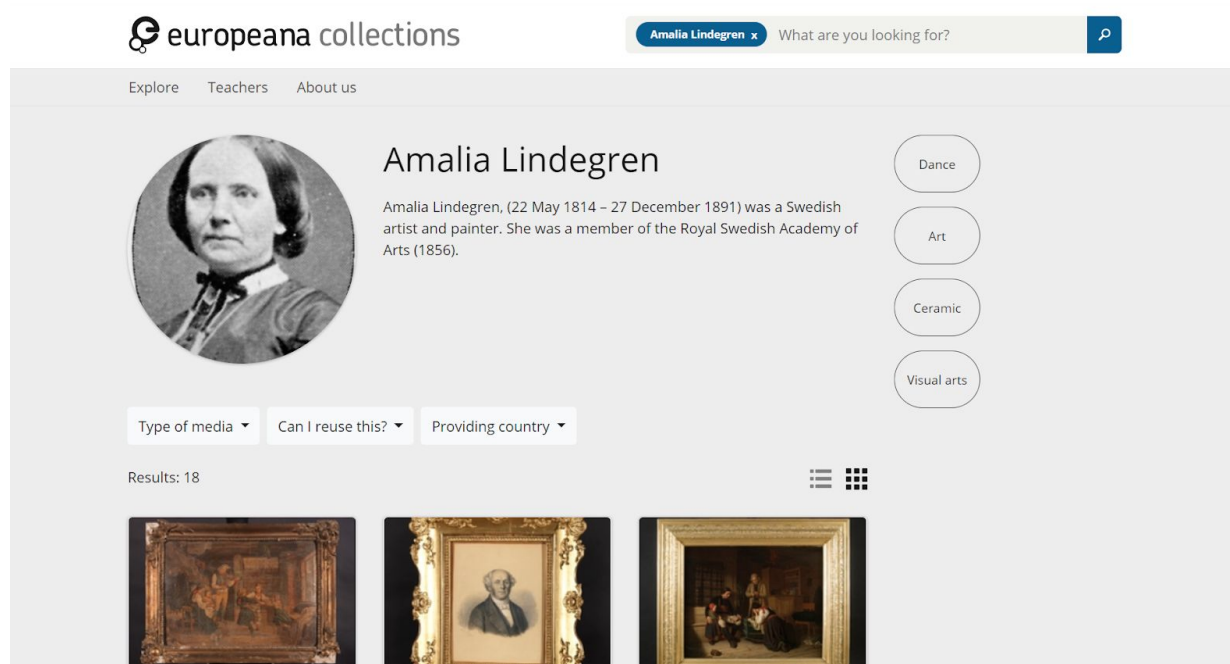 europeana collections
Amalia Lindegren x What are you looking for?
Explore Teachers About us
Amalia Lindegren
Amalia Lindegren, (22 May 1814 – 27 December 1891) was a Swedish
artist and painter. She was a member of the Royal Swedish Academy of
Arts (1856).
Dance
Art
Ceramic
Visual arts
Type of media Can I reuse this? Providing country
Results: 18